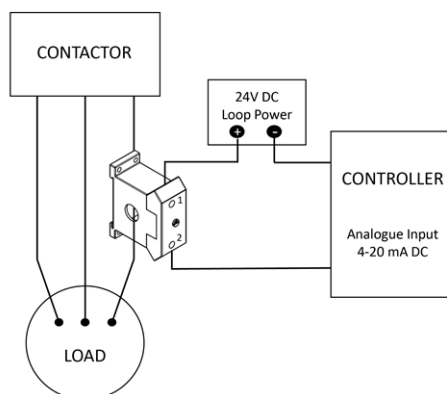 CONTACTOR
24V DC
Loop Power
+ -
CONTROLLER
Analogue Input
4-20 mA DC
1
2
LOAD